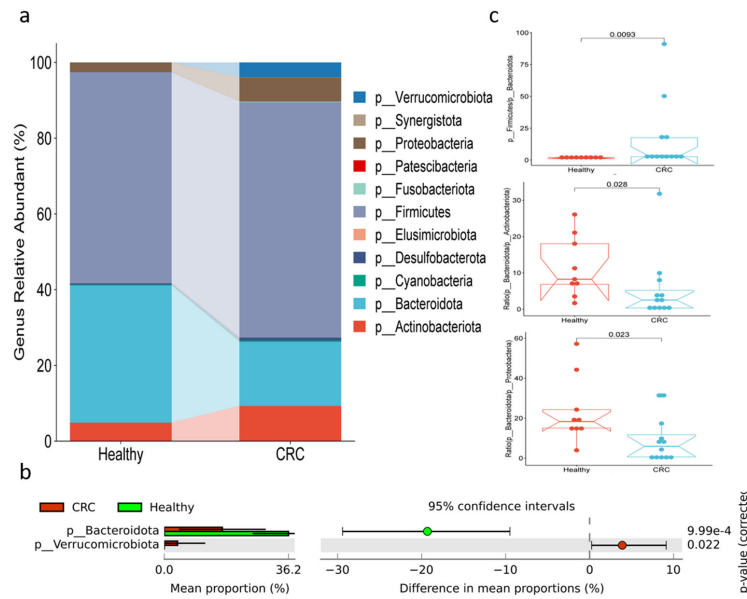 a
Genus Relative Abundant (%)
100
80
60
40
20
0
Healthy
CRC
p__Verrucomicrobiota
p__Synergistota
p__Proteobacteria
p__Patescibacteria
p__Fusobacteriota
p__Firmicutes
p__Elusimicrobiota
p__Desulfobacterota
p__Cyanobacteria
p__Bacteroidota
p__Actinobacteriota
c
p__Firmicutes/p__Bacteroidota
100
75
50
25
0
0.0093
Healthy
CRC
Ratio(p__Bacteroidota/p__Actinobacteriota)
30
20
10
0
0.028
Healthy
CRC
Ratio(p__Bacteroidota/p__Proteobacteria)
60
40
20
0
0.023
Healthy
CRC
b
CRC
Healthy
95% confidence intervals
p__Bacteroidota
9.99e-4
p__Verrucomicrobiota
0.022
0.0
36.2
Mean proportion (%)
−30
−20
−10
0
10
Difference in mean proportions (%)
p-value (corrected